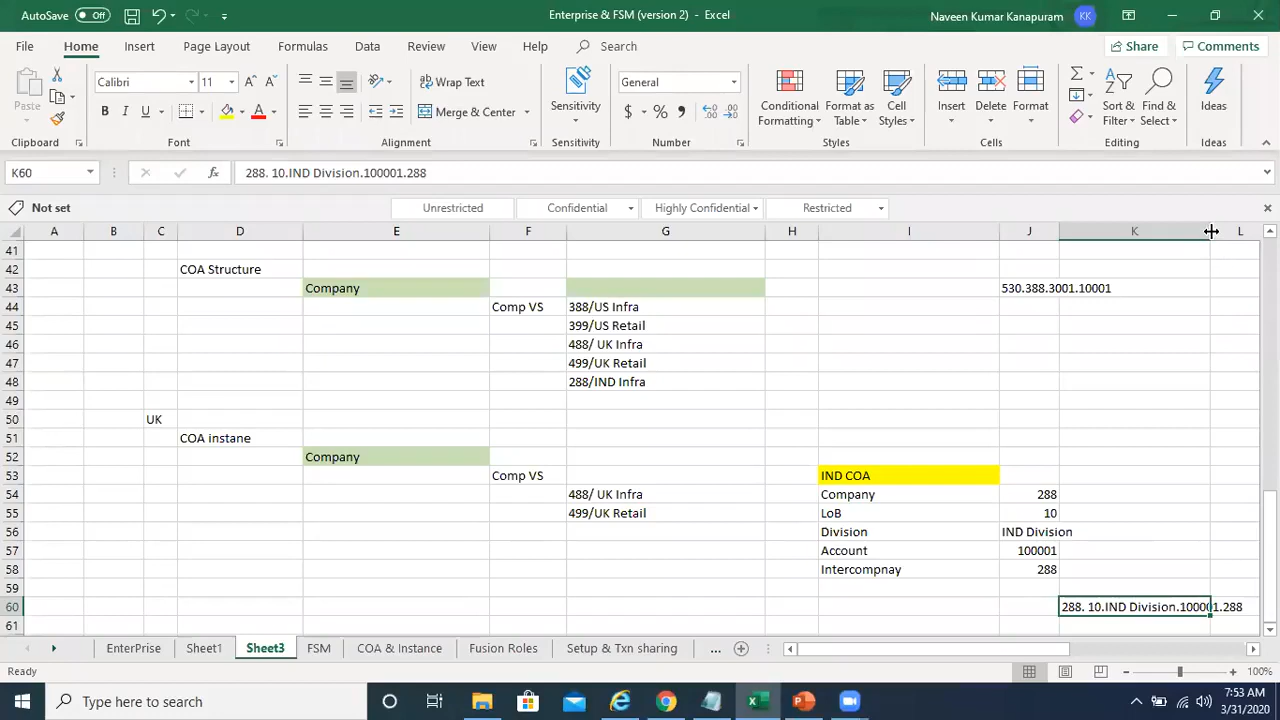 AutoSave Off Enterprise & FSM (version 2) - Excel Naveen Kumar Kanapuram KK
File Home Insert Page Layout Formulas Data Review View Help Search Share Comments
Paste Calibri 11 Wrap Text General Conditional Formatting Format as Table Cell Styles Insert Delete Format Sort & Filter Find & Select Ideas
B I U Merge & Center Sensitivity $ %
Clipboard Font Alignment Sensitivity Number Styles Cells Editing Ideas
K60 fx 288. 10.IND Division.100001.288
Not set Unrestricted Confidential Highly Confidential Restricted
A B C D E F G H I J K L
41
42 COA Structure
43 Company 530.388.3001.10001
44 Comp VS 388/US Infra
45 399/US Retail
46 488/ UK Infra
47 499/UK Retail
48 288/IND Infra
49
50 UK
51 COA instane
52 Company
53 Comp VS IND COA
54 488/ UK Infra Company 288
55 499/UK Retail LoB 10
56 Division IND Division
57 Account 100001
58 Intercompnay 288
59
60 288. 10.IND Division.100001.288
61
EnterPrise Sheet1 Sheet3 FSM COA & Instance Fusion Roles Setup & Txn sharing ...
Ready 100%
Type here to search 7:53 AM
3/31/2020